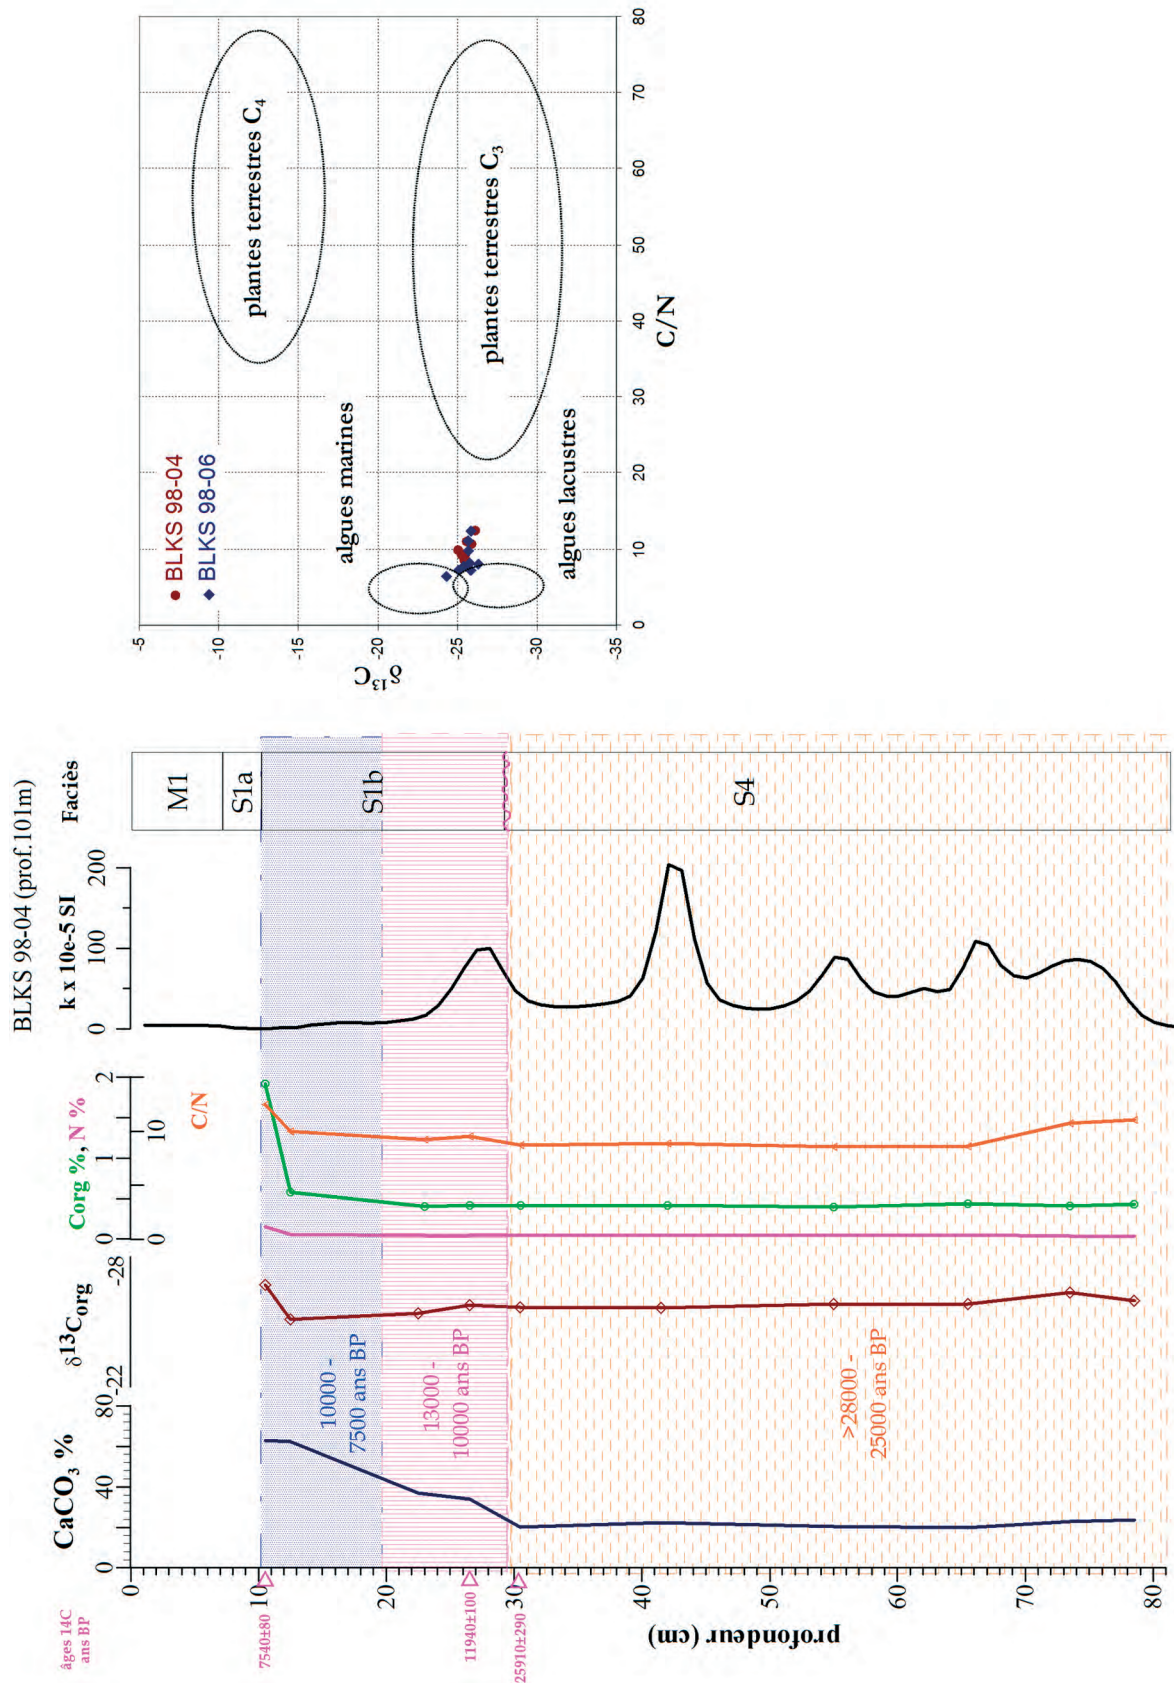 BLKS 98-04 (prof.101m)
âges 14C
ans BP
CaCO₃ %
δ¹³Corg
Corg %, N %
k x 10e-5 SI
Faciès
0
40
80
-22
-28
0
1
2
0
10
C/N
0
100
200
profondeur (cm)
0
10
20
30
40
50
60
70
80
7540±80
11940±100
25910±290
10000 -
7500 ans BP
13000 -
10000 ans BP
>28000 -
25000 ans BP
M1
S1a
S1b
S4
δ¹³C
-5
-10
-15
-20
-25
-30
-35
BLKS 98-04
BLKS 98-06
plantes terrestres C₄
algues marines
plantes terrestres C₃
algues lacustres
0
10
20
30
40
50
60
70
80
C/N